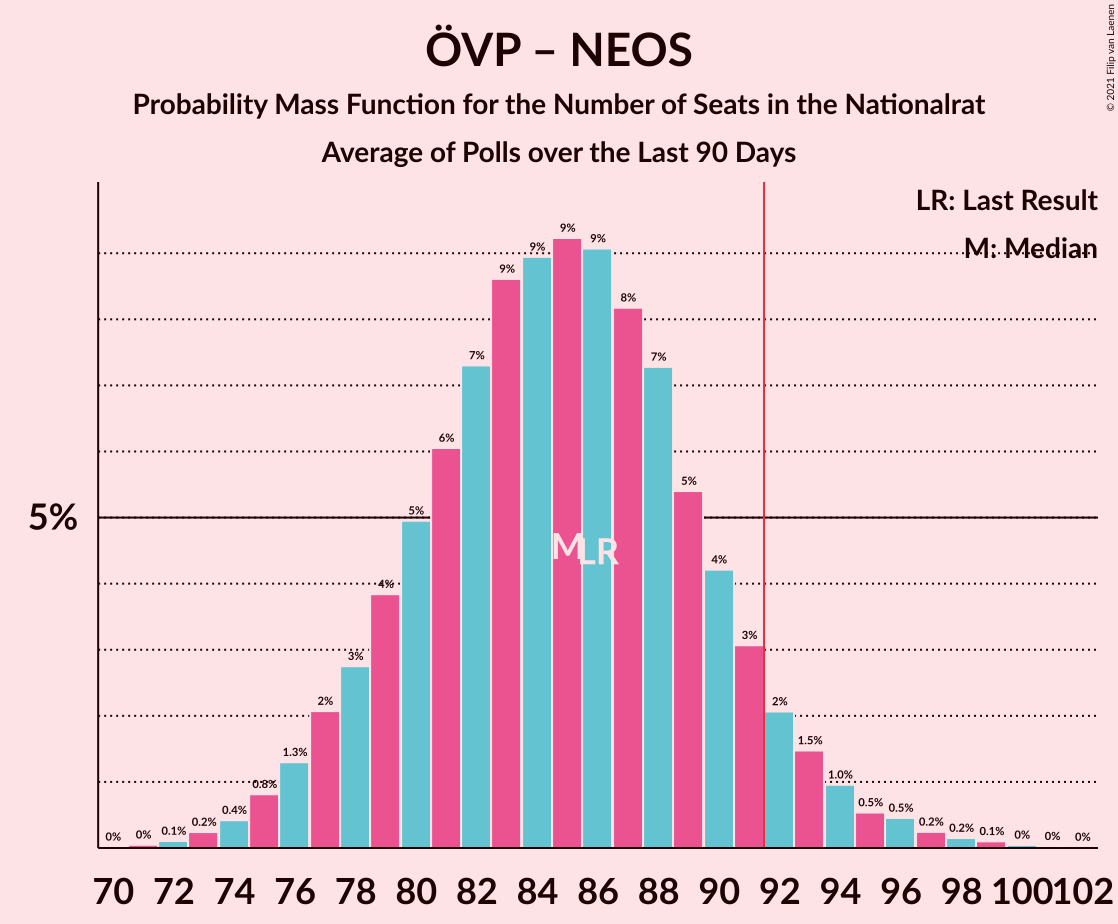 ÖVP – NEOS
Probability Mass Function for the Number of Seats in the Nationalrat
Average of Polls over the Last 90 Days
© 2021 Filip van Laenen
LR: Last Result
M: Median
5%
0% 0% 0.1% 0.2% 0.4% 0.8% 1.3% 2% 3% 4% 5% 6% 7% 9% 9% 9% 9% 8% 7% 5% 4% 3% 2% 1.5% 1.0% 0.5% 0.5% 0.2% 0.2% 0.1% 0% 0% 0%
M LR
70 72 74 76 78 80 82 84 86 88 90 92 94 96 98 100 102